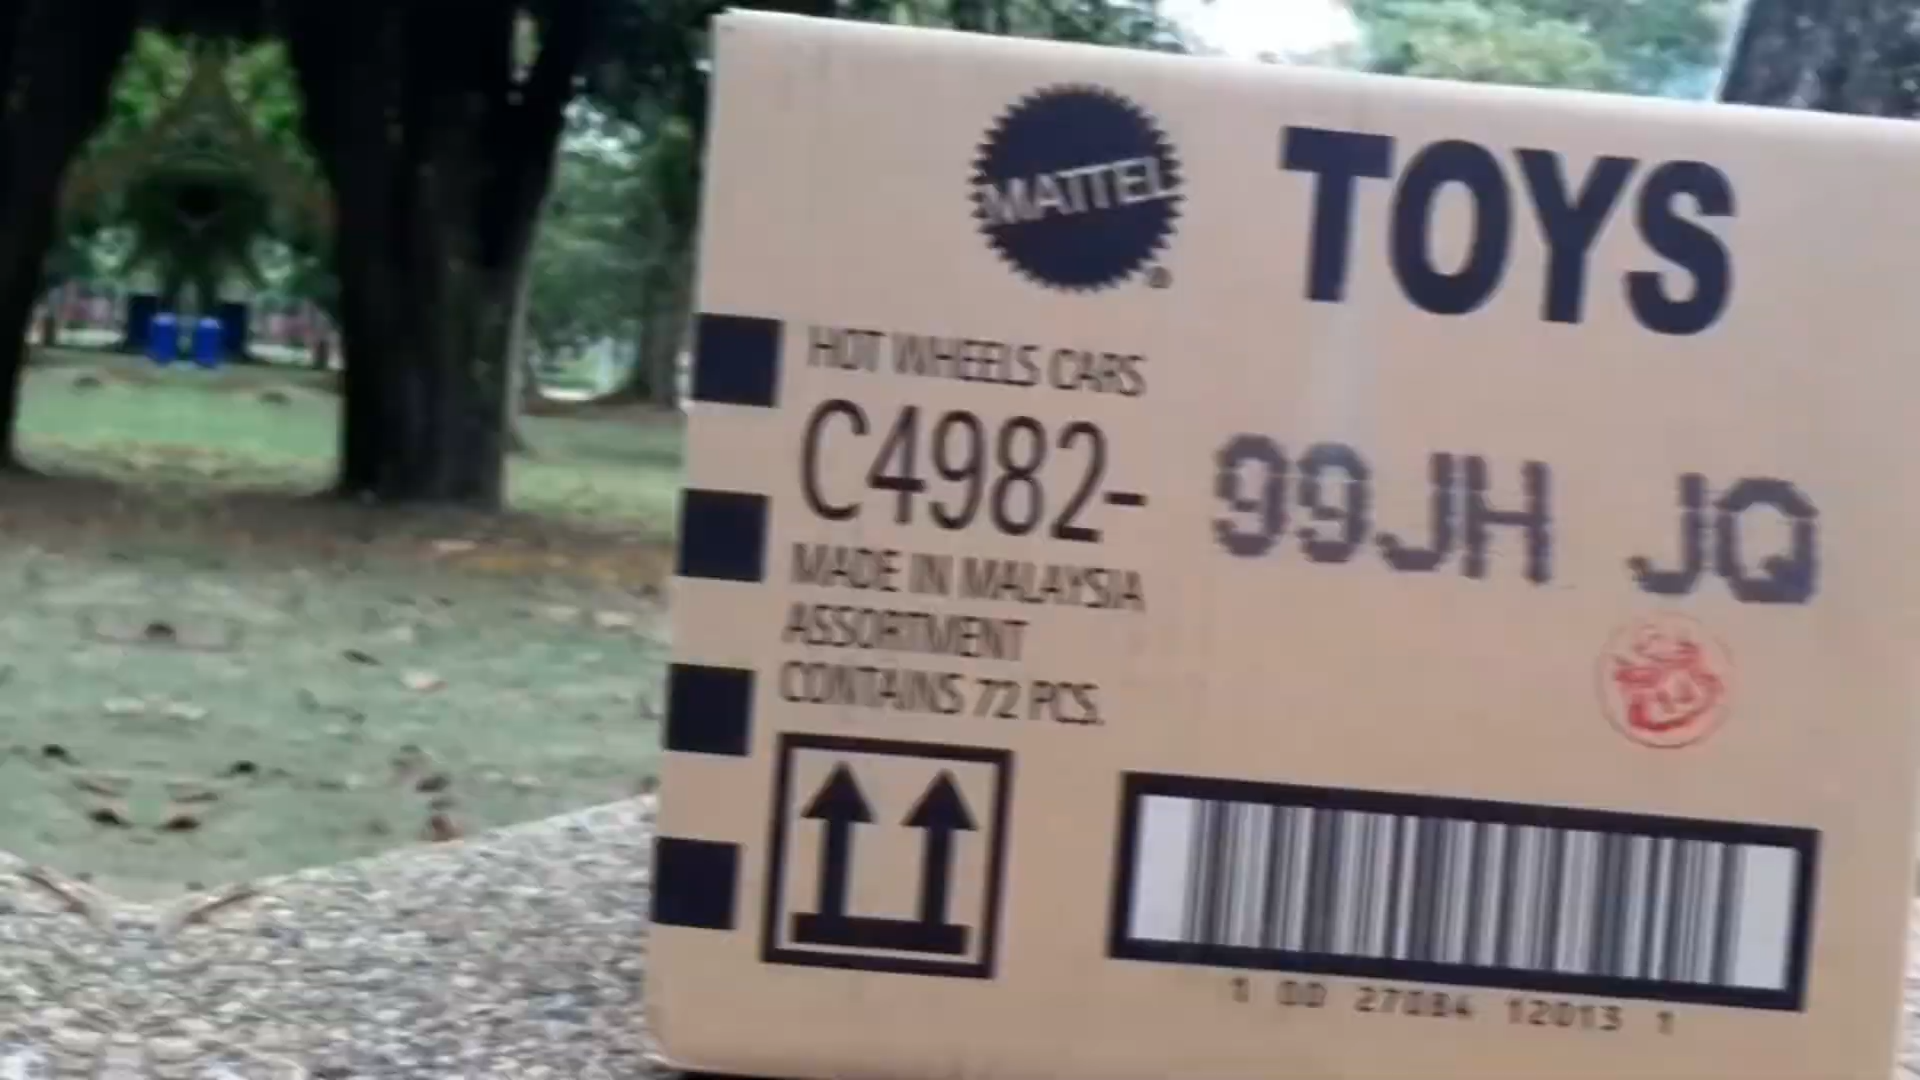 MATTEL ®
TOYS
HOT WHEELS CARS
C4982- 99JH JQ
MADE IN MALAYSIA
ASSORTMENT
CONTAINS 72 PCS.
1 00 27084 12013 1